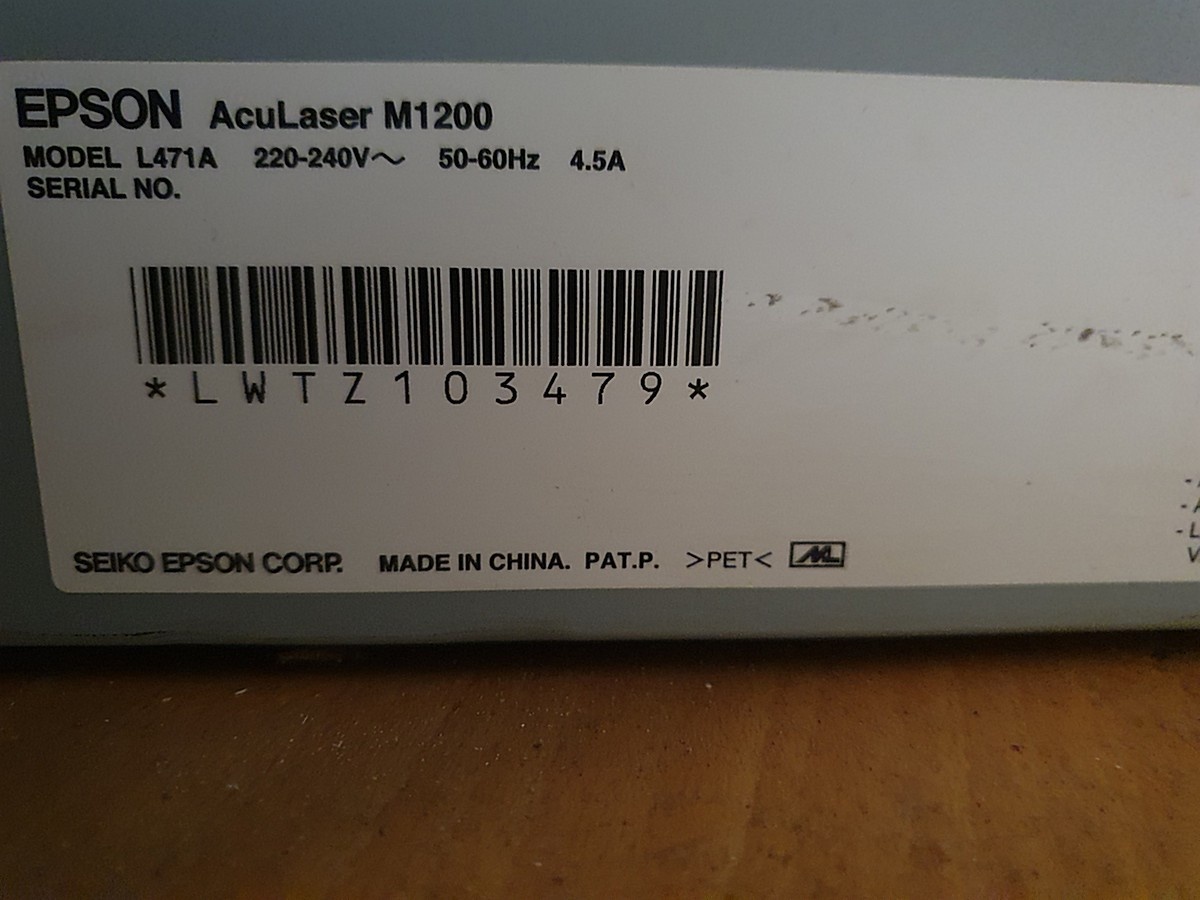 EPSON AcuLaser M1200
MODEL L471A 220-240V~ 50-60Hz 4.5A
SERIAL NO.
*LWTZ103479*
SEIKO EPSON CORP. MADE IN CHINA. PAT.P. >PET<